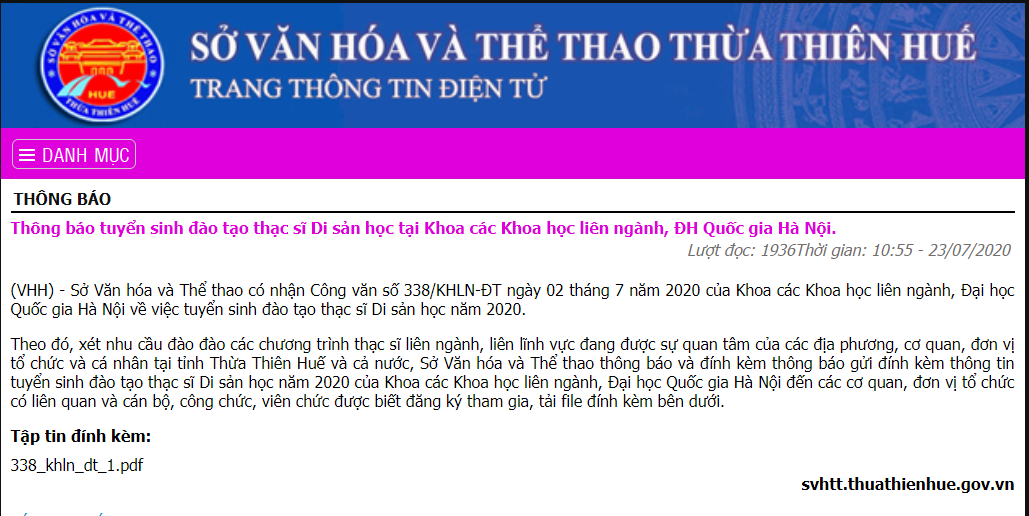 SỞ VĂN HÓA VÀ THỂ THAO
HUẾ
THỪA THIÊN HUẾ
SỞ VĂN HÓA VÀ THỂ THAO THỪA THIÊN HUẾ
TRANG THÔNG TIN ĐIỆN TỬ
DANH MỤC
THÔNG BÁO
Thông báo tuyển sinh đào tạo thạc sĩ Di sản học tại Khoa các Khoa học liên ngành, ĐH Quốc gia Hà Nội.
Lượt đọc: 1936Thời gian: 10:55 - 23/07/2020
(VHH) - Sở Văn hóa và Thể thao có nhận Công văn số 338/KHLN-ĐT ngày 02 tháng 7 năm 2020 của Khoa các Khoa học liên ngành, Đại học
Quốc gia Hà Nội về việc tuyển sinh đào tạo thạc sĩ Di sản học năm 2020.
Theo đó, xét nhu cầu đào đào các chương trình thạc sĩ liên ngành, liên lĩnh vực đang được sự quan tâm của các địa phương, cơ quan, đơn vị
tổ chức và cá nhân tại tỉnh Thừa Thiên Huế và cả nước, Sở Văn hóa và Thể thao thông báo và đính kèm thông báo gửi đính kèm thông tin
tuyển sinh đào tạo thạc sĩ Di sản học năm 2020 của Khoa các Khoa học liên ngành, Đại học Quốc gia Hà Nội đến các cơ quan, đơn vị tổ chức
có liên quan và cán bộ, công chức, viên chức được biết đăng ký tham gia, tải file đính kèm bên dưới.
Tập tin đính kèm:
338_khln_dt_1.pdf
svhtt.thuathienhue.gov.vn